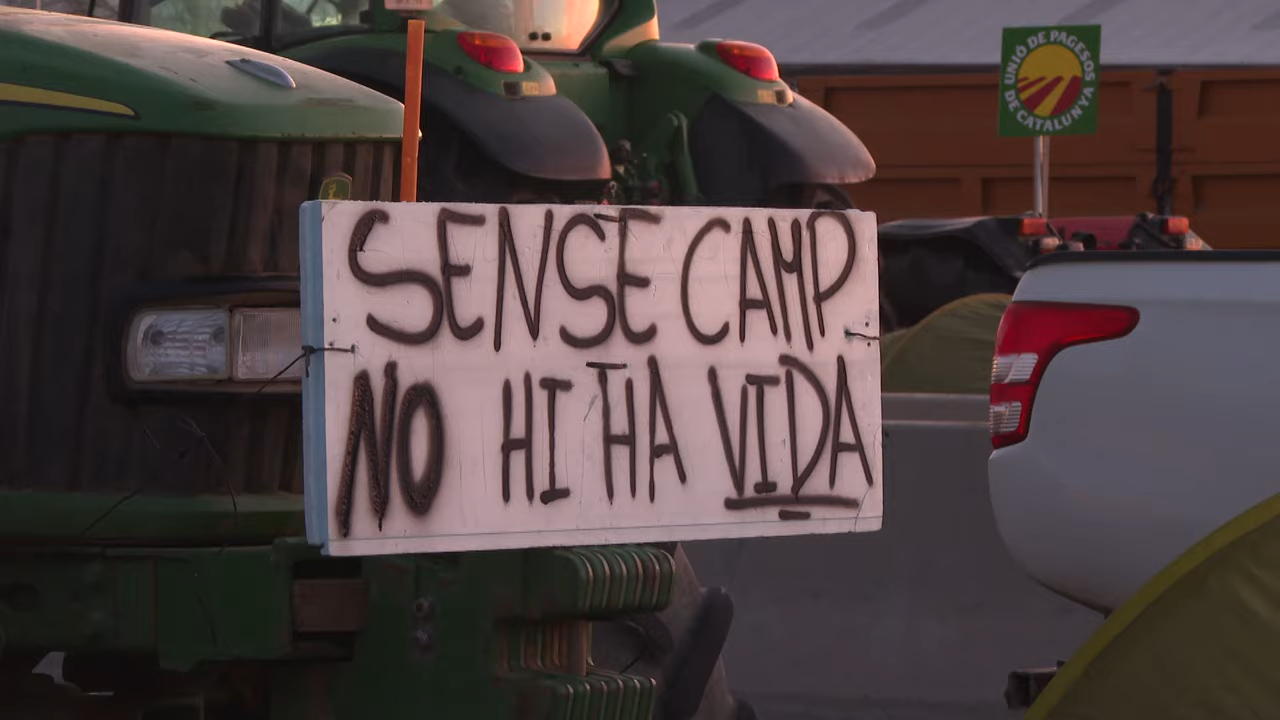 SENSE CAMP
NO HI HA VIDA
UNIÓ DE PAGESOS
DE CATALUNYA